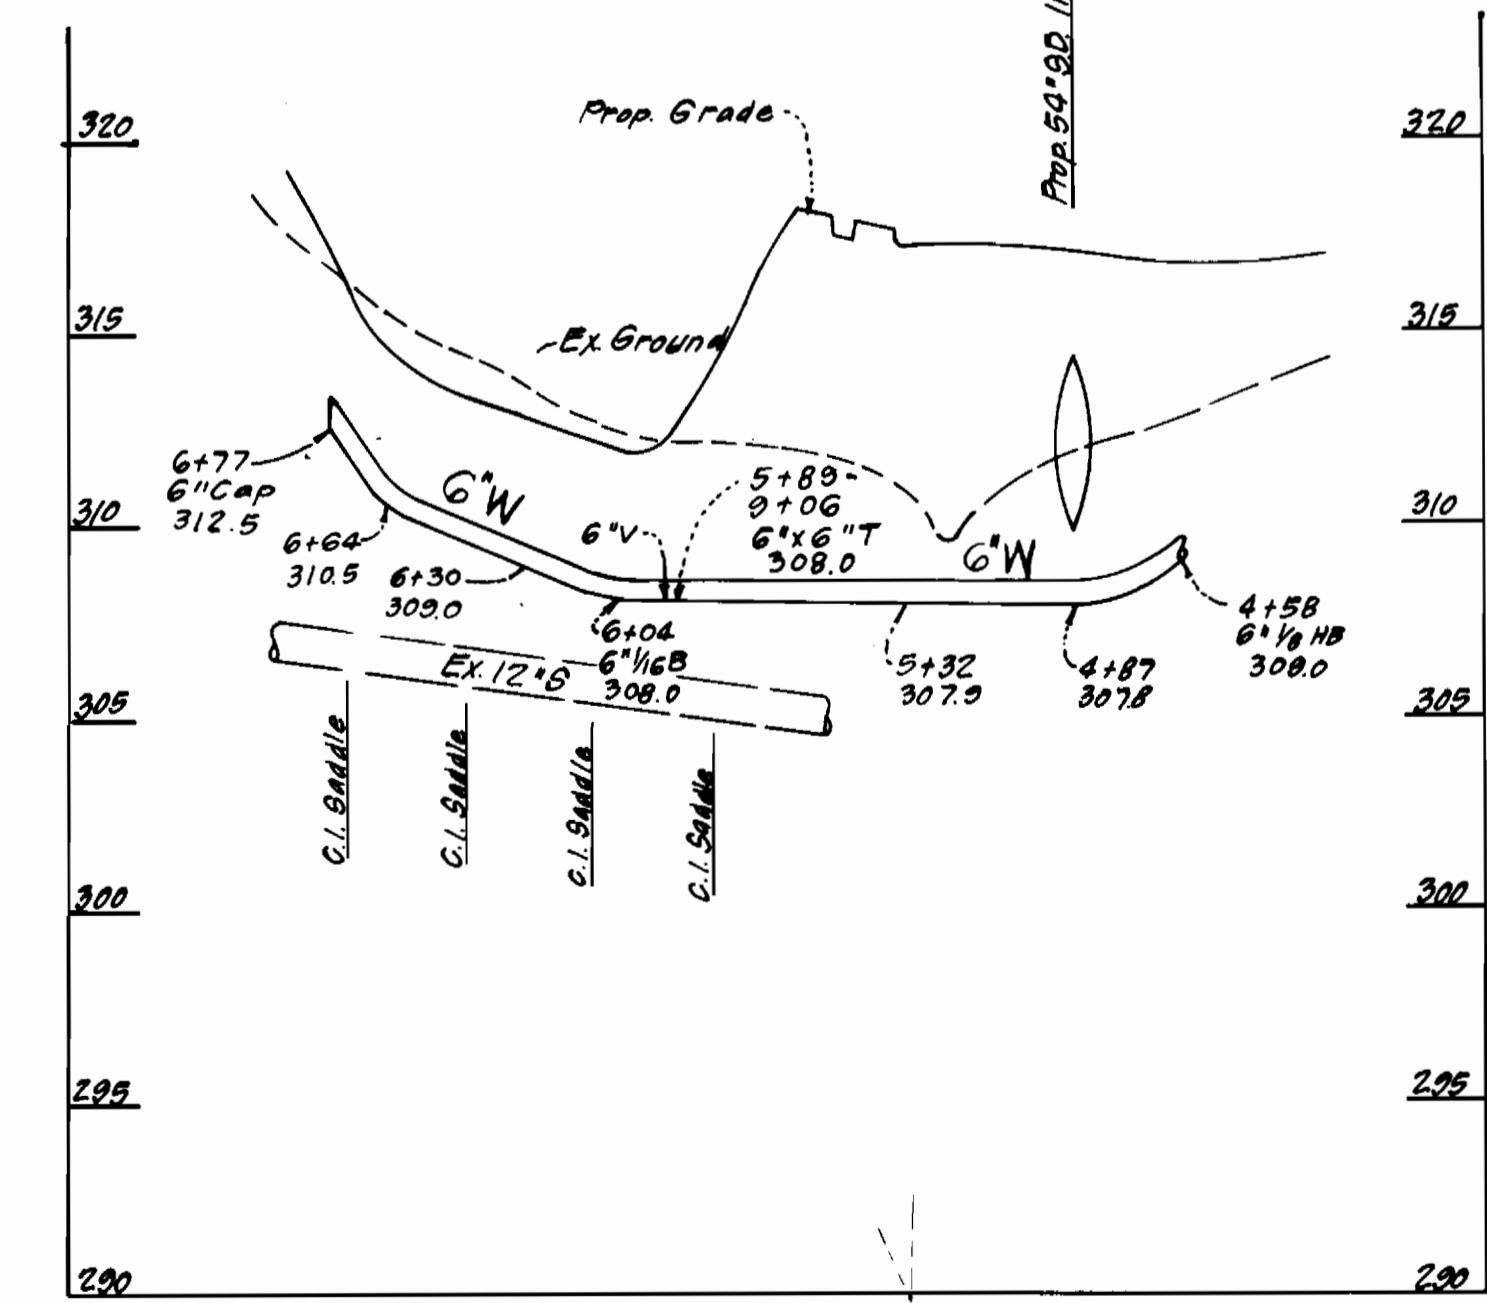 320
320
Prop. Grade
Prop. 54" SD.
315
315
Ex. Ground
6+77
6" Cap
312.5
310
310
6"W
6+64
310.5
6+30
309.0
6"V
5+89-
9+06
6"x6"T
308.0
6"W
4+58
6" 1/8 HB
309.0
6+04
6" 1/16B
308.0
5+32
307.9
4+87
307.8
Ex. 12"S
305
305
C.I. Saddle
C.I. Saddle
C.I. Saddle
C.I. Saddle
300
300
295
295
290
290